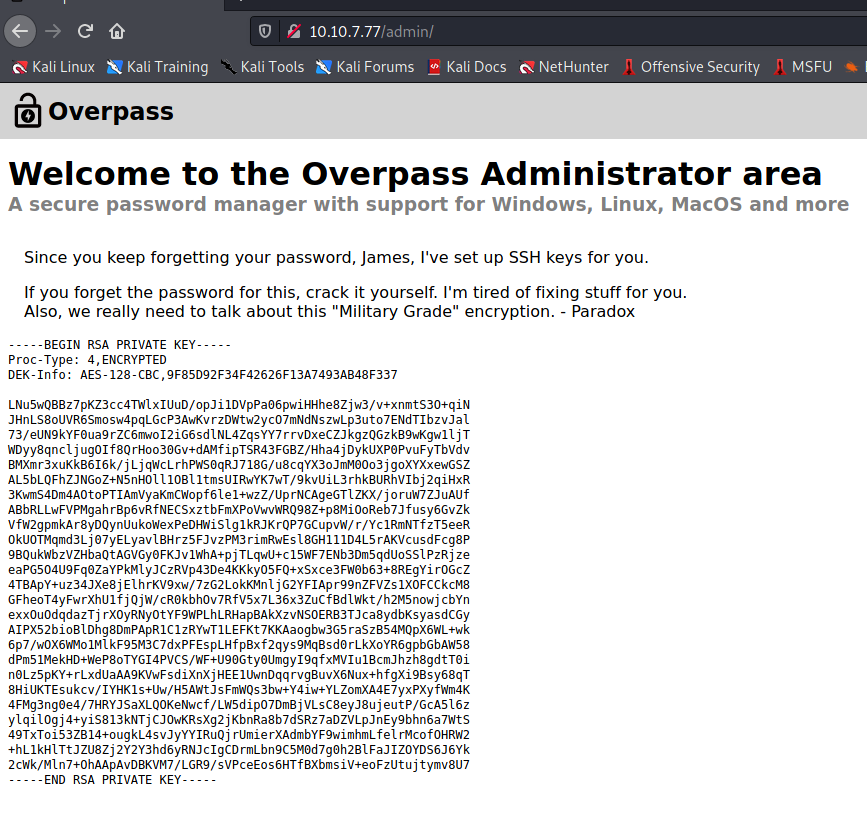 10.10.7.77/admin/
Kali Linux Kali Training Kali Tools Kali Forums Kali Docs NetHunter Offensive Security MSFU
Overpass
Welcome to the Overpass Administrator area
A secure password manager with support for Windows, Linux, MacOS and more
Since you keep forgetting your password, James, I've set up SSH keys for you.
If you forget the password for this, crack it yourself. I'm tired of fixing stuff for you.
Also, we really need to talk about this "Military Grade" encryption. - Paradox
-----BEGIN RSA PRIVATE KEY-----
Proc-Type: 4,ENCRYPTED
DEK-Info: AES-128-CBC,9F85D92F34F42626F13A7493AB48F337
LNu5wQBBz7pKZ3cc4TWlxIUuD/opJi1DVpPa06pwiHHhe8Zjw3/v+xnmtS3O+qiN
JHnLS8oUVR6Smosw4pqLGcP3AwKvrzDWtw2ycO7mNdNszwLp3uto7ENdTIbzvJal
73/eUN9kYF0ua9rZC6mwoI2iG6sdlNL4ZqsYY7rrvDxeCZJkgzQGzkB9wKgw1ljT
WDyy8qncljugOIf8QrHoo30Gv+dAMfipTSR43FGBZ/Hha4jDykUXP0PvuFyTbVdv
BMXmr3xuKkB6I6k/jLjqWcLrhPWS0qRJ718G/u8cqYX3oJmM0Oo3jgoXYXxewGSZ
AL5bLQFhZJNGoZ+N5nHOll1OBl1tmsUIRwYK7wT/9kvUiL3rhkBURhVIbj2qiHxR
3KwmS4Dm4AOtoPTIAmVyaKmCWopf6le1+wzZ/UprNCAgeGTlZKX/joruW7ZJuAUf
ABbRLLwFVPMgahrBp6vRfNECSxztbFmXPoVwvWRQ98Z+p8MiOoReb7Jfusy6GvZk
VfW2gpmkAr8yDQynUukoWexPeDHWiSlg1kRJKrQP7GCupvW/r/Yc1RmNTfzT5eeR
OkUOTMqmd3Lj07yELyavlBHrz5FJvzPM3rimRwEsl8GH111D4L5rAKVcusdFcg8P
9BQukWbzVZHbaQtAGVGy0FKJv1WhA+pjTLqwU+c15WF7ENb3Dm5qdUoSSlPzRjze
eaPG5O4U9Fq0ZaYPkMlyJCzRVp43De4KKkyO5FQ+xSxce3FW0b63+8REgYirOGcZ
4TBApY+uz34JXe8jElhrKV9xw/7zG2LokKMnljG2YFIApr99nZFVZs1XOFCCkcM8
GFheoT4yFwrXhU1fjQjW/cR0kbhOv7RfV5x7L36x3ZuCfBdlWkt/h2M5nowjcbYn
exxOuOdqdazTjrXOyRNyOtYF9WPLhLRHapBAkXzvNSOERB3TJca8ydbKsyasdCGy
AIPX52bioBlDhg8DmPApR1C1zRYwT1LEFKt7KKAaogbw3G5raSzB54MQpX6WL+wk
6p7/wOX6WMo1MlkF95M3C7dxPFEspLHfpBxf2qys9MqBsd0rLkXoYR6gpbGbAW58
dPm51MekHD+WeP8oTYGI4PVCS/WF+U90Gty0UmgyI9qfxMVIu1BcmJhzh8gdtT0i
n0Lz5pKY+rLxdUaAA9KVwFsdiXnXjHEE1UwnDqqrvgBuvX6Nux+hfgXi9Bsy68qT
8HiUKTEsukcv/IYHK1s+Uw/H5AWtJsFmWQs3bw+Y4iw+YLZomXA4E7yxPXyfWm4K
4FMg3ng0e4/7HRYJSaXLQOKeNwcf/LW5dipO7DmBjVLsC8eyJ8ujeutP/GcA5l6z
ylqilOgj4+yiS813kNTjCJOwKRsXg2jKbnRa8b7dSRz7aDZVLpJnEy9bhn6a7WtS
49TxToi53ZB14+ougkL4svJyYYIRuQjrUmierXAdmbYF9wimhmLfelrMcofOHRW2
+hL1kHlTtJZU8Zj2Y2Y3hd6yRNJcIgCDrmLbn9C5M0d7g0h2BlFaJIZOYDS6J6Yk
2cWk/Mln7+OhAApAvDBKVM7/LGR9/sVPceEos6HTfBXbmsiV+eoFzUtujtymv8U7
-----END RSA PRIVATE KEY-----